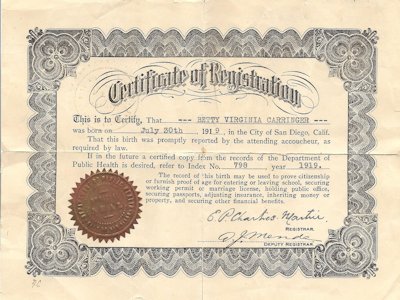 Certificate of Registration
This is to Certify, That --- BETTY VIRGINIA CARRINGER ---
was born on July 30th 1919, in the City of San Diego, Calif.
That this birth was promptly reported by the attending accoucheur, as
required by law.
If in the future a certified copy from the records of the Department of
Public Health is desired, refer to Index No. 798 year 1919.
The record of this birth may be used to prove citizenship
or furnish proof of age for entering or leaving school, securing
working permit or marriage license, holding public office,
securing passports, adjusting insurance, inheriting money
or property, and securing other financial benefits.
REGISTRAR.
DEPUTY REGISTRAR.